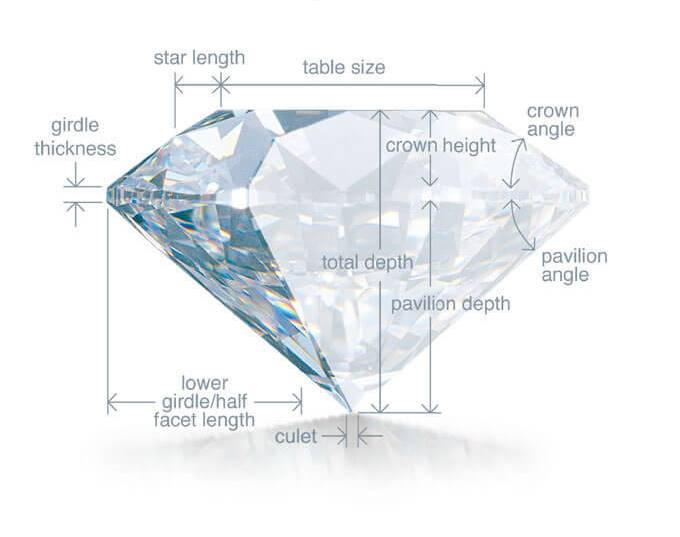 star length
table size
girdle
thickness
crown
angle
crown height
total depth
pavilion
angle
pavilion depth
lower
girdle/half
facet length
culet